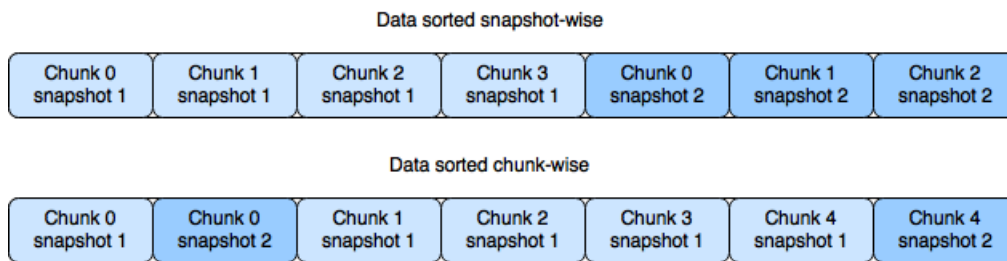 Data sorted snapshot-wise
Chunk 0 Chunk 1 Chunk 2 Chunk 3 Chunk 0 Chunk 1 Chunk 2
snapshot 1 snapshot 1 snapshot 1 snapshot 1 snapshot 2 snapshot 2 snapshot 2
Data sorted chunk-wise
Chunk 0 Chunk 0 Chunk 1 Chunk 2 Chunk 3 Chunk 4 Chunk 4
snapshot 1 snapshot 2 snapshot 1 snapshot 1 snapshot 1 snapshot 1 snapshot 2